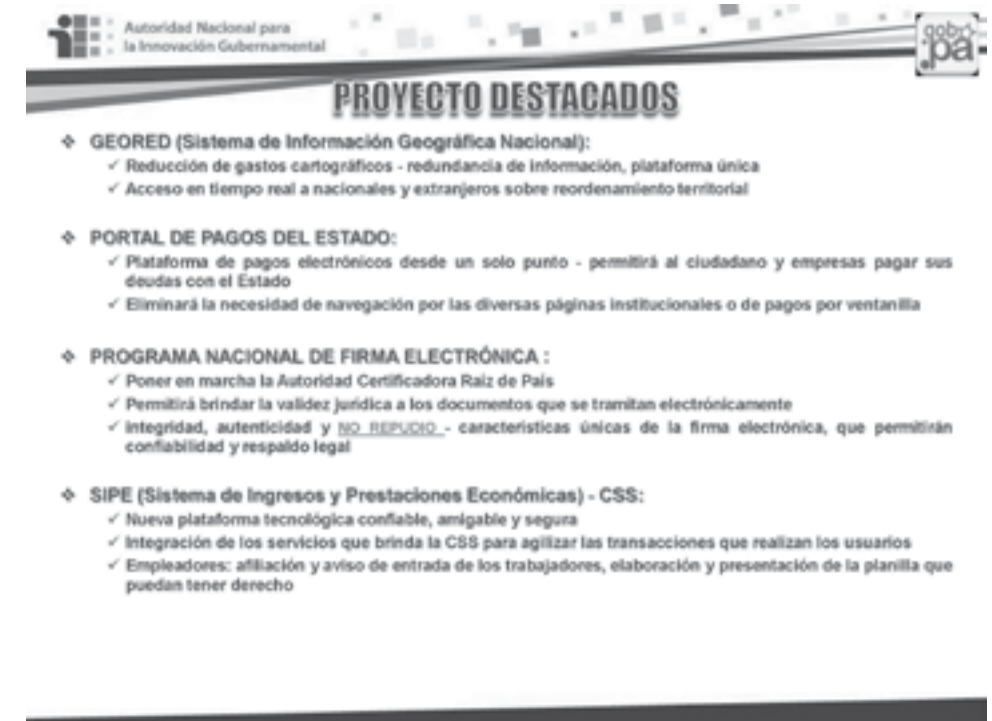 Autoridad Nacional para
la Innovación Gubernamental
gob
.pa
PROYECTO DESTACADOS
❖ GEORED (Sistema de Información Geográfica Nacional):
✓ Reducción de gastos cartográficos - redundancia de información, plataforma única
✓ Acceso en tiempo real a nacionales y extranjeros sobre reordenamiento territorial
❖ PORTAL DE PAGOS DEL ESTADO:
✓ Plataforma de pagos electrónicos desde un solo punto - permitirá al ciudadano y empresas pagar sus
deudas con el Estado
✓ Eliminará la necesidad de navegación por las diversas páginas institucionales o de pagos por ventanilla
❖ PROGRAMA NACIONAL DE FIRMA ELECTRÓNICA :
✓ Poner en marcha la Autoridad Certificadora Raíz de País
✓ Permitirá brindar la validez jurídica a los documentos que se tramitan electrónicamente
✓ Integridad, autenticidad y NO REPUDIO - características únicas de la firma electrónica, que permitirán
confiabilidad y respaldo legal
❖ SIPE (Sistema de Ingresos y Prestaciones Económicas) - CSS:
✓ Nueva plataforma tecnológica confiable, amigable y segura
✓ Integración de los servicios que brinda la CSS para agilizar las transacciones que realizan los usuarios
✓ Empleadores: afiliación y aviso de entrada de los trabajadores, elaboración y presentación de la planilla que
puedan tener derecho